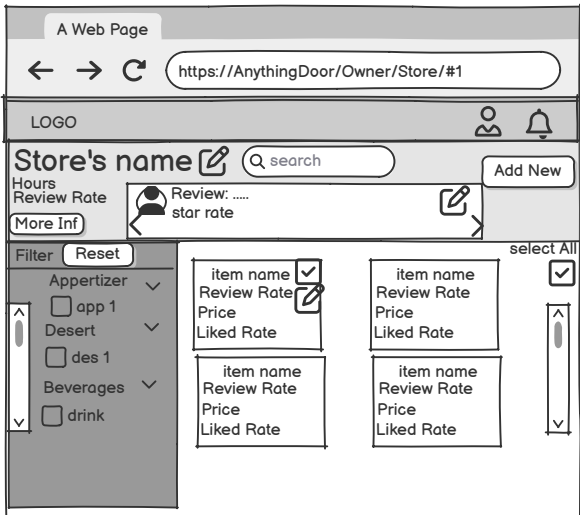 A Web Page
https://AnythingDoor/Owner/Store/#1
LOGO
Store's name
search
Add New
Hours
Review Rate
More Inf
Review: .....
star rate
select All
Filter
Reset
Appertizer
app 1
Desert
des 1
Beverages
drink
item name
Review Rate
Price
Liked Rate
item name
Review Rate
Price
Liked Rate
item name
Review Rate
Price
Liked Rate
item name
Review Rate
Price
Liked Rate